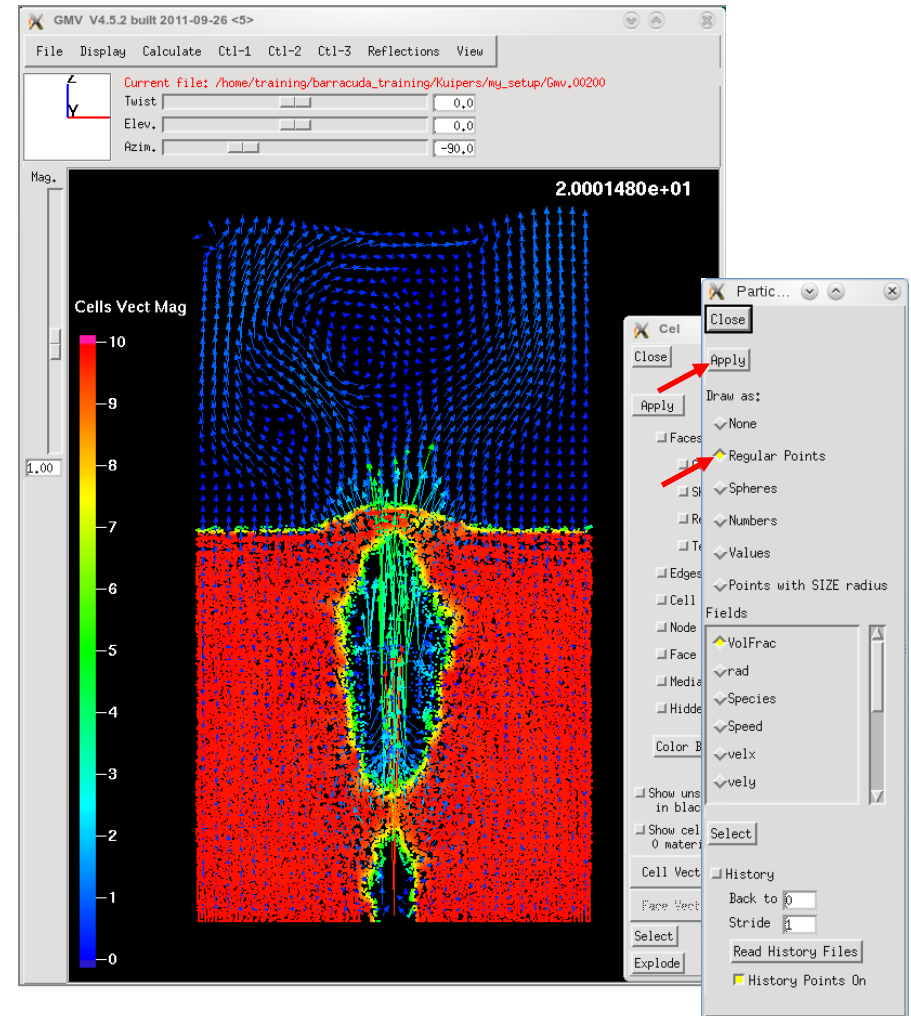 GMV V4.5.2 built 2011-09-26 <5>
File Display Calculate Ctl-1 Ctl-2 Ctl-3 Reflections View
Z
Y
Current file: /home/training/barracuda_training/Kuipers/my_setup/Gmv.00200
Twist 0.0
Elev. 0.0
Azim. -90.0
Mag.
1.00
2.0001480e+01
Cells Vect Mag
10
9
8
7
6
5
4
3
2
1
0
Cel
Close
Apply
Faces
Edges
Cell
Node
Face
Media
Hidde
Color B
Show uns
in blac
Show cel
0 materi
Cell Vect
Face Vect
Select
Explode
Partic...
Close
Apply
Draw as:
None
Regular Points
Spheres
Numbers
Values
Points with SIZE radius
Fields
VolFrac
rad
Species
Speed
velx
vely
Select
History
Back to 0
Stride 1
Read History Files
History Points On